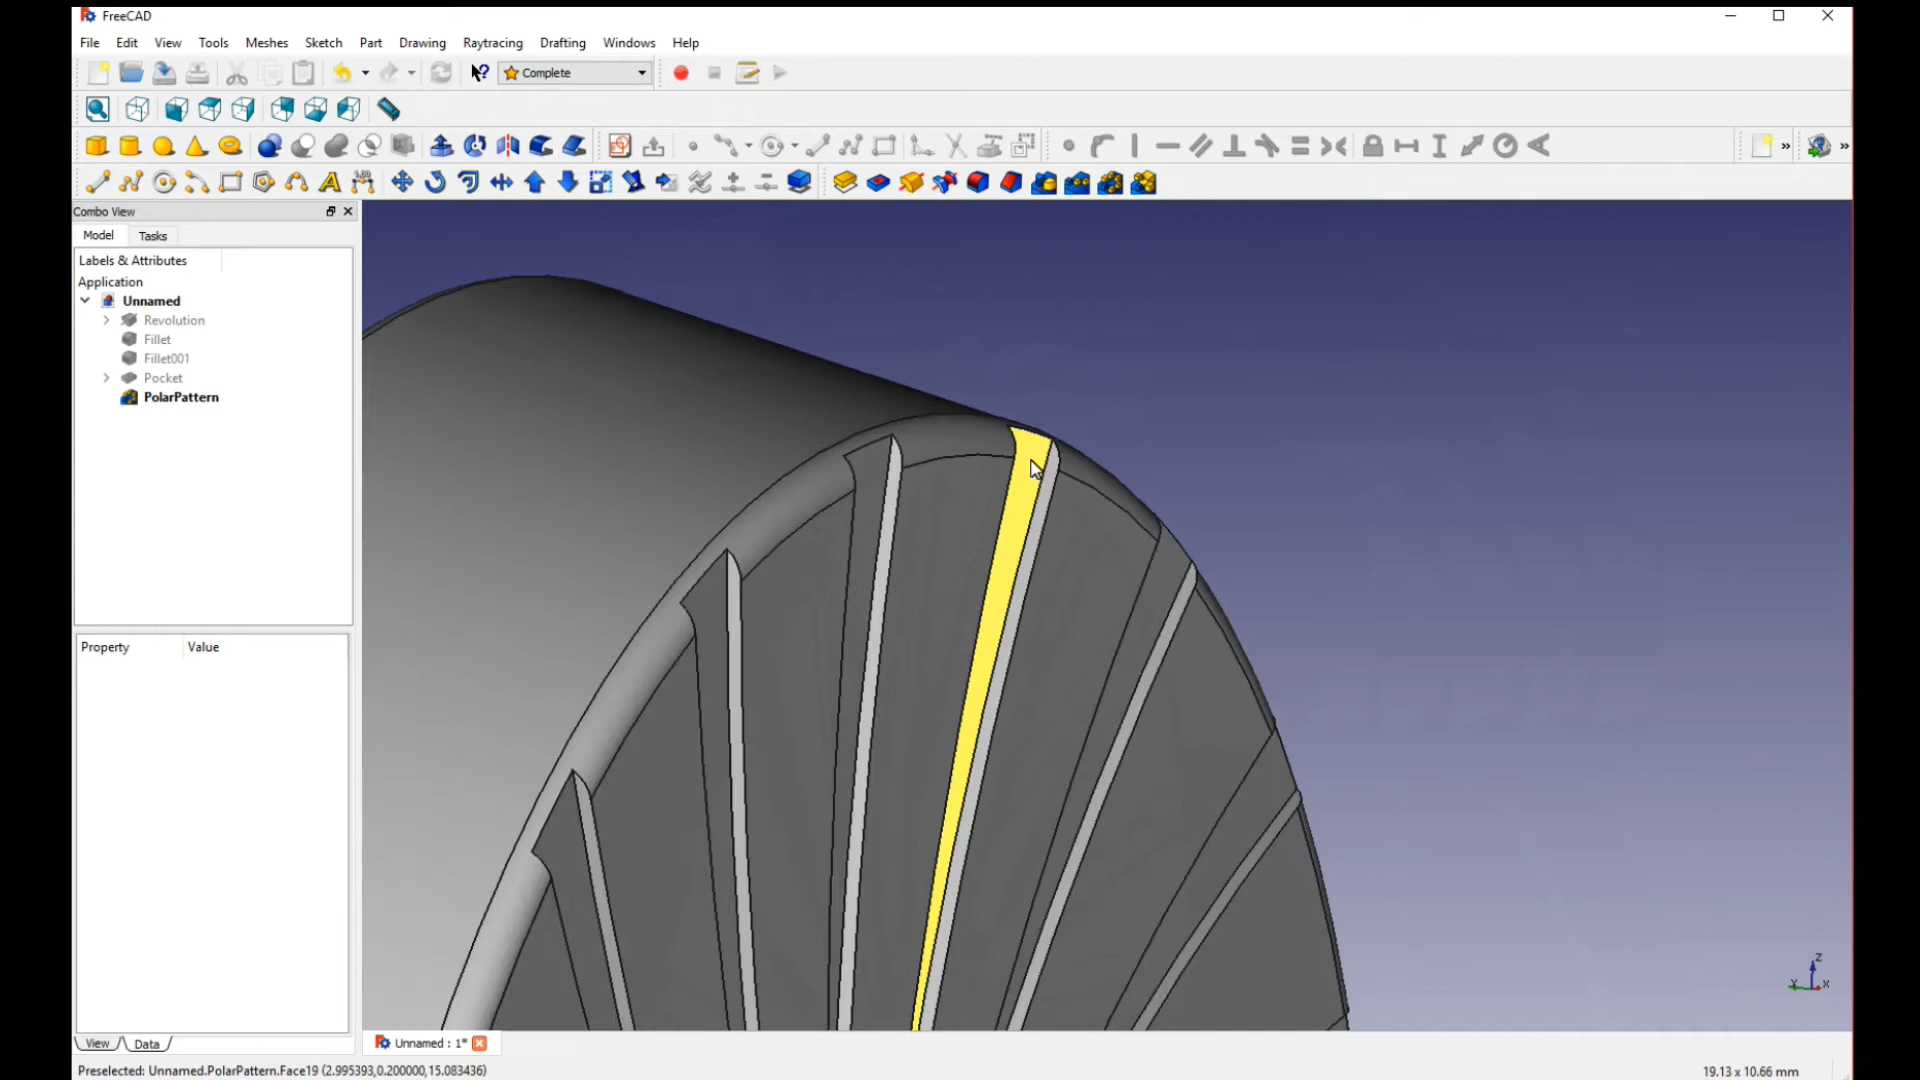 FreeCAD
File Edit View Tools Meshes Sketch Part Drawing Raytracing Drafting Windows Help
Complete
Combo View
Model Tasks
Labels & Attributes
Application
Unnamed
Revolution
Fillet
Fillet001
Pocket
PolarPattern
Property Value
Z
Y X
View Data
Unnamed : 1*
Preselected: Unnamed.PolarPattern.Face19 (2.995393,0.200000,15.083436)
19.13 x 10.66 mm